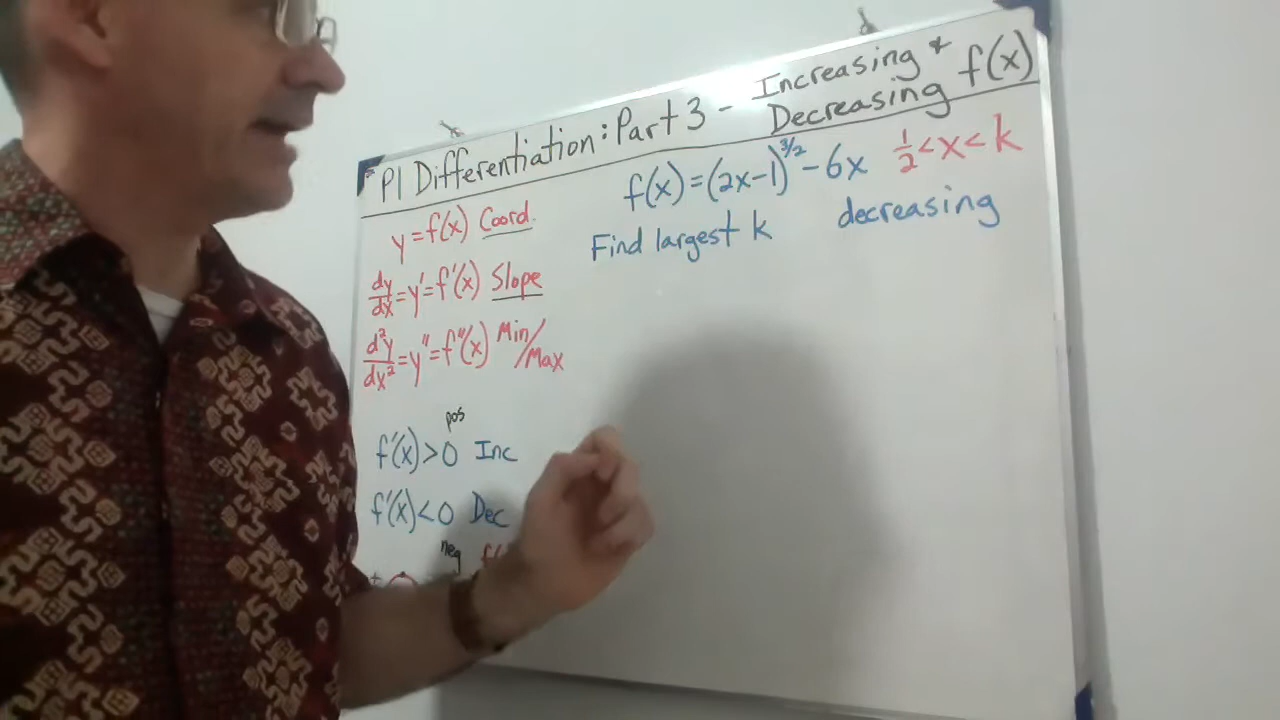 P1 Differentiation: Part 3 - Increasing + Decreasing f(x)
y = f(x) Coord.
dy/dx = y' = f'(x) Slope
d²y/dx² = y" = f"(x) Min/Max
pos
f'(x) > 0 Inc
f'(x) < 0 Dec
neg
f(x) = (2x-1)^3/2 - 6x 1/2 < x < k
Find largest k decreasing